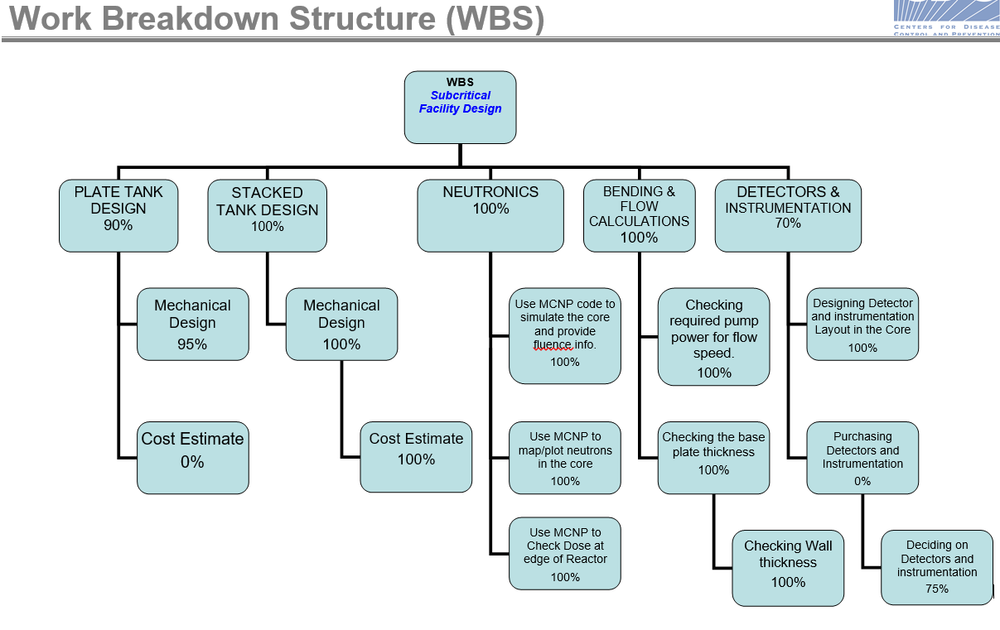 Work Breakdown Structure (WBS)
CENTERS FOR DISEASE
CONTROL AND PREVENTION
WBS
Subcritical
Facility Design
PLATE TANK
DESIGN
90%
STACKED
TANK DESIGN
100%
NEUTRONICS
100%
BENDING &
FLOW
CALCULATIONS
100%
DETECTORS &
INSTRUMENTATION
70%
Mechanical
Design
95%
Mechanical
Design
100%
Use MCNP code to
simulate the core
and provide
fluence info.
100%
Checking
required pump
power for flow
speed.
100%
Designing Detector
and instrumentation
Layout in the Core
100%
Cost Estimate
0%
Cost Estimate
100%
Use MCNP to
map/plot neutrons
in the core
100%
Checking the base
plate thickness
100%
Purchasing
Detectors and
Instrumentation
0%
Use MCNP to
Check Dose at
edge of Reactor
100%
Checking Wall
thickness
100%
Deciding on
Detectors and
instrumentation
75%